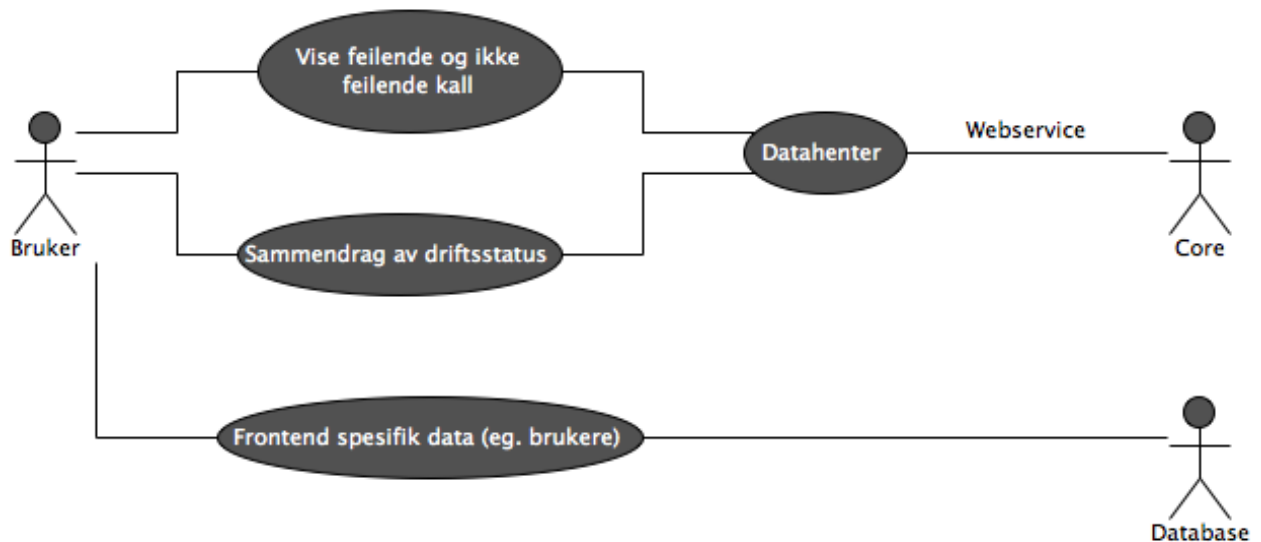 Vise feilende og ikke
feilende kall
Webservice
Datahenter
Bruker
Sammendrag av driftsstatus
Core
Frontend spesifik data (eg. brukere)
Database